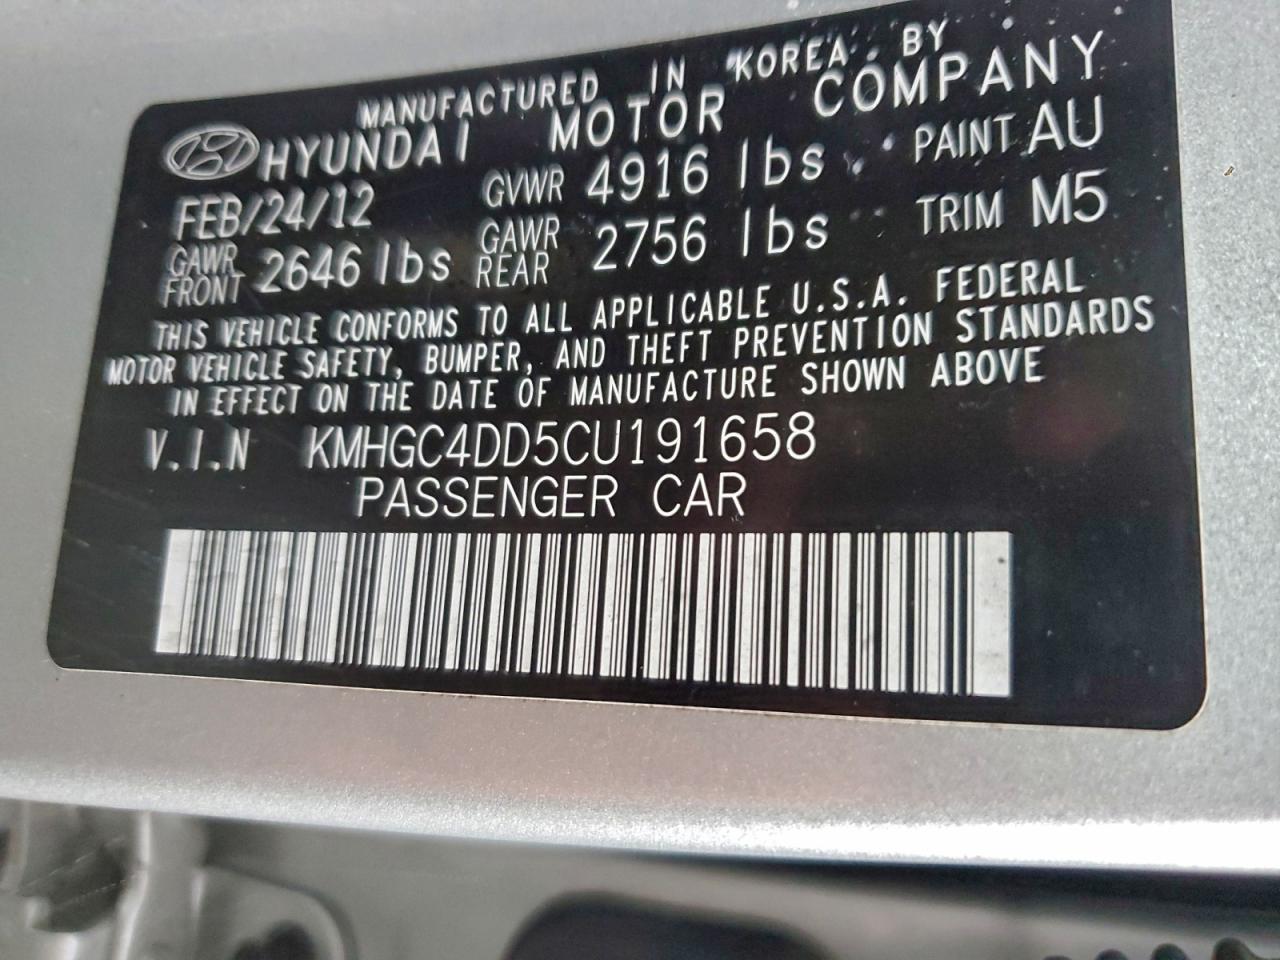 MANUFACTURED IN KOREA BY
HYUNDAI MOTOR COMPANY
FEB/24/12 GVWR 4916 lbs PAINT AU
GAWR FRONT 2646 lbs GAWR REAR 2756 lbs TRIM M5
THIS VEHICLE CONFORMS TO ALL APPLICABLE U.S.A. FEDERAL
MOTOR VEHICLE SAFETY, BUMPER, AND THEFT PREVENTION STANDARDS
IN EFFECT ON THE DATE OF MANUFACTURE SHOWN ABOVE
V.I.N KMHGC4DD5CU191658
PASSENGER CAR